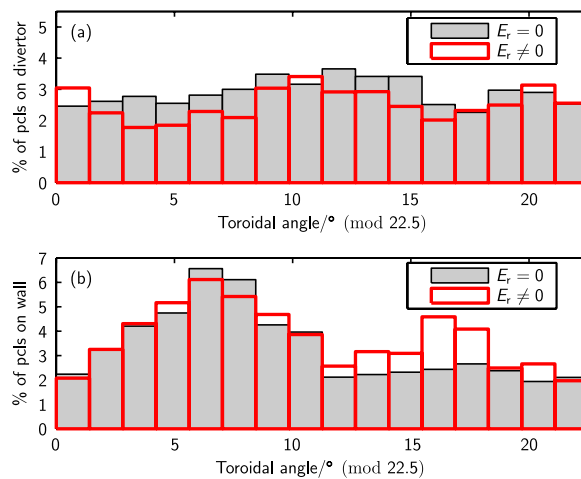 (a)
E_r = 0
E_r ≠ 0
% of pcls on divertor
5
4
3
2
1
0
0 5 10 15 20
Toroidal angle/° (mod 22.5)
(b)
E_r = 0
E_r ≠ 0
% of pcls on wall
7
6
5
4
3
2
1
0
0 5 10 15 20
Toroidal angle/° (mod 22.5)